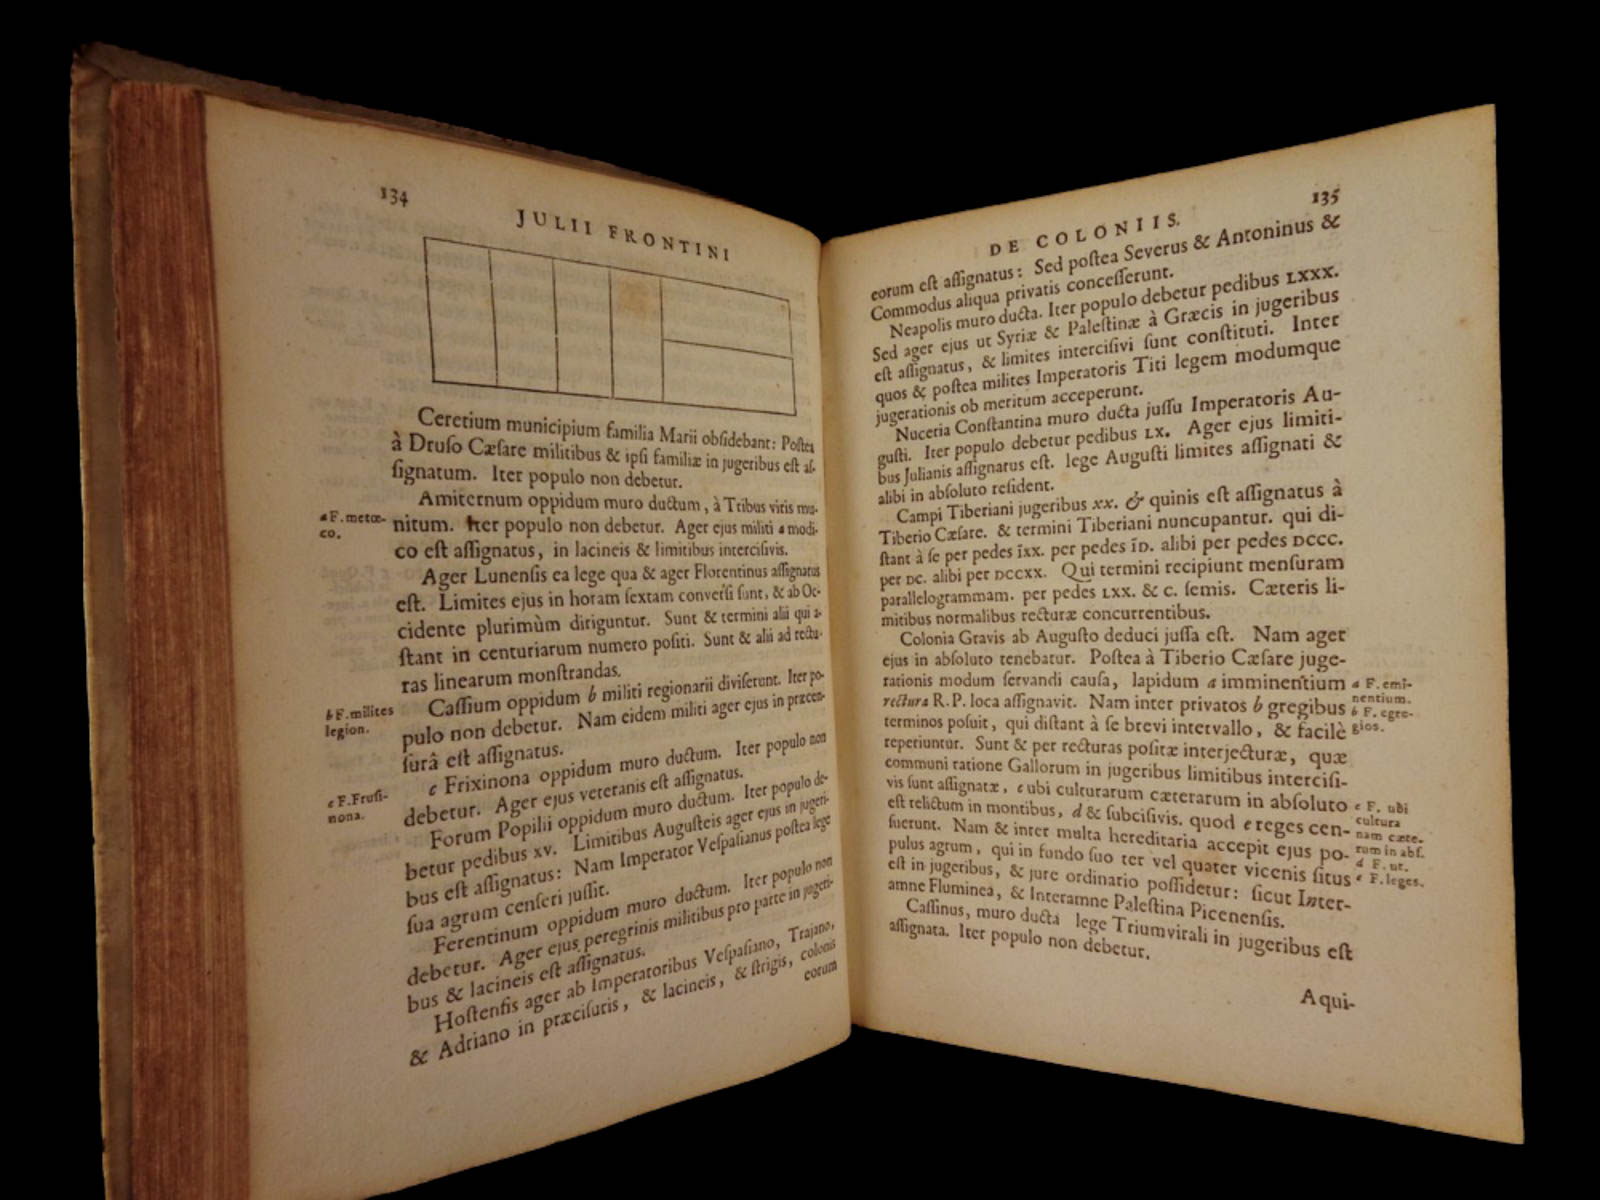 134
JULII FRONTINI
Ceretium municipium familia Marii obſidebant: Poſtea
à Druſo Cæſare militibus & ipſi familiæ in jugeribus eſt aſ-
ſignatum. Iter populo non debetur.
Amiternum oppidum muro ductum, à Tribus viris mu-
nitum. Iter populo non debetur. Ager ejus militi a modi-
co eſt aſſignatus, in lacineis & limitibus interciſivis.
Ager Lunenſis ea lege qua & ager Florentinus aſſignatus
eſt. Limites ejus in horam ſextam converſi ſunt, & ab Oc-
cidente plurimùm diriguntur. Sunt & termini alii qui a-
ſtant in centuriarum numero poſiti. Sunt & alii ad rectu-
ras linearum monſtrandas.
Caſſium oppidum b militi regionarii diviſerunt. Iter po-
pulo non debetur. Nam eidem militi ager ejus in præcen-
ſurâ eſt aſſignatus.
c Frixinona oppidum muro ductum. Iter populo non
debetur. Ager ejus veteranis eſt aſſignatus.
Forum Popilii oppidum muro ductum. Iter populo de-
betur pedibus XV. Limitibus Auguſteis ager ejus in jugeri-
bus eſt aſſignatus: Nam Imperator Veſpaſianus poſtea lege
ſua agrum cenſeri juſſit.
Ferentinum oppidum muro ductum. Iter populo non
debetur. Ager ejus peregrinis militibus pro parte in jugeri-
bus & lacineis eſt aſſignatus.
Hoſtenſis ager ab Imperatoribus Veſpaſiano, Trajano,
& Adriano in præciſuris, & lacineis, & ſtrigis, colonis
eorum
a F. metœ-
co.
b F. milites
legion.
c F. Fruſi-
nona.
DE COLONIIS.
135
eorum eſt aſſignatus: Sed poſtea Severus & Antoninus &
Commodus aliqua privatis conceſſerunt.
Neapolis muro ducta. Iter populo debetur pedibus LXXX.
Sed ager ejus ut Syriæ & Paleſtinæ à Græcis in jugeribus
eſt aſſignatus, & limites interciſivi ſunt conſtituti. Inter
quos & poſtea milites Imperatoris Titi legem modumque
jugerationis ob meritum acceperunt.
Nuceria Conſtantina muro ducta juſſu Imperatoris Au-
guſti. Iter populo debetur pedibus LX. Ager ejus limiti-
bus Julianis aſſignatus eſt. lege Auguſti limites aſſignati &
alibi in abſoluto reſident.
Campi Tiberiani jugeribus xx. & quinis eſt aſſignatus à
Tiberio Cæſare. & termini Tiberiani nuncupantur. qui di-
ſtant à ſe per pedes īxx. per pedes īD. alibi per pedes DCCC.
per DC. alibi per DCCXX. Qui termini recipiunt menſuram
parallelogrammam. per pedes LXX. & C. ſemis. Cæteris li-
mitibus normalibus recturæ concurrentibus.
Colonia Gravis ab Auguſto deduci juſſa eſt. Nam ager
ejus in abſoluto tenebatur. Poſtea à Tiberio Cæſare juge-
rationis modum ſervandi cauſa, lapidum a imminentium
rectura R.P. loca aſſignavit. Nam inter privatos b gregibus
terminos poſuit, qui diſtant à ſe brevi intervallo, & facilè
reperiuntur. Sunt & per recturas poſitæ interjecturæ, quæ
communi ratione Gallorum in jugeribus limitibus interciſi-
vis ſunt aſſignatæ, c ubi culturarum cæterarum in abſoluto
eſt relictum in montibus, d & ſubciſivis. quod e reges cen-
ſuerunt. Nam & inter multa hereditaria accepit ejus po-
pulus agrum, qui in fundo ſuo ter vel quater vicenis ſitus
eſt in jugeribus, & jure ordinario poſſidetur: ſicut Inter-
amne Fluminea, & Interamne Paleſtina Picenenſis.
Caſſinus, muro ducta lege Triumvirali in jugeribus eſt
aſſignata. Iter populo non debetur.
Aqui-
a F. emi-
nentium.
b F. egre-
gios.
c F. ubi
cultura
nam cæte-
rum in abſ.
d F. ut.
e F. leges.